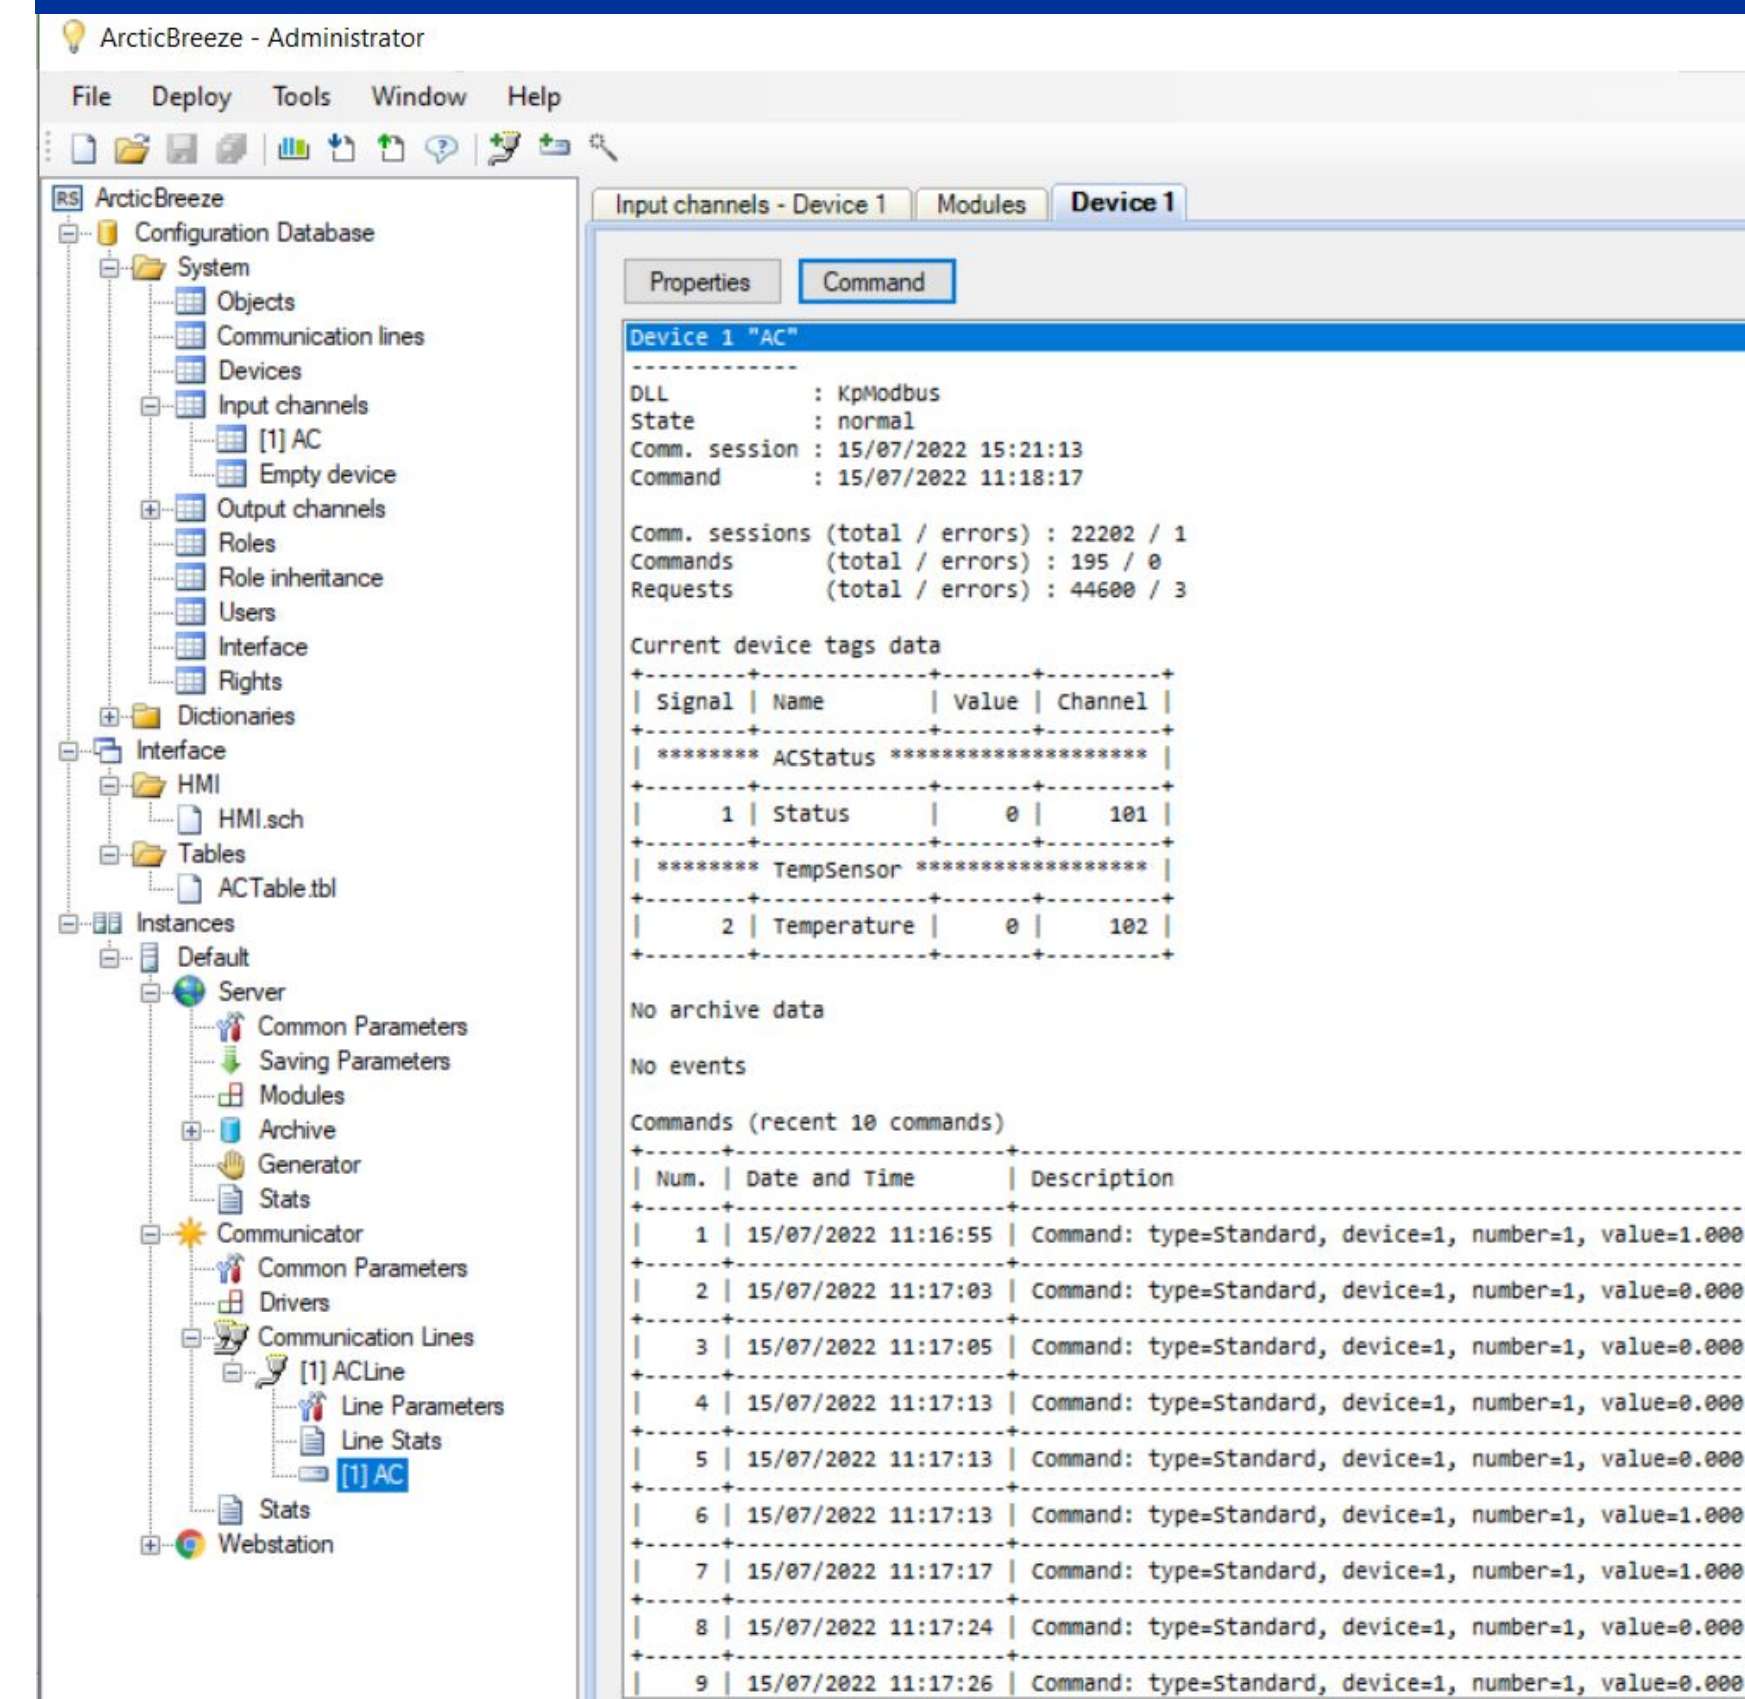 ArcticBreeze - Administrator
File Deploy Tools Window Help
RS ArcticBreeze
Configuration Database
System
Objects
Communication lines
Devices
Input channels
[1] AC
Empty device
Output channels
Roles
Role inheritance
Users
Interface
Rights
Dictionaries
Interface
HMI
HMI.sch
Tables
ACTable.tbl
Instances
Default
Server
Common Parameters
Saving Parameters
Modules
Archive
Generator
Stats
Communicator
Common Parameters
Drivers
Communication Lines
[1] ACLine
Line Parameters
Line Stats
[1] AC
Stats
Webstation
Input channels - Device 1 Modules Device 1
Properties Command
Device 1 "AC"
-------------
DLL : KpModbus
State : normal
Comm. session : 15/07/2022 15:21:13
Command : 15/07/2022 11:18:17
Comm. sessions (total / errors) : 22202 / 1
Commands (total / errors) : 195 / 0
Requests (total / errors) : 44600 / 3
Current device tags data
+--------+-------------+-------+---------+
| Signal | Name | Value | Channel |
+--------+-------------+-------+---------+
| ******** ACStatus ******************** |
+--------+-------------+-------+---------+
| 1 | Status | 0 | 101 |
+--------+-------------+-------+---------+
| ******** TempSensor ****************** |
+--------+-------------+-------+---------+
| 2 | Temperature | 0 | 102 |
+--------+-------------+-------+---------+
No archive data
No events
Commands (recent 10 commands)
| Num. | Date and Time | Description
| 1 | 15/07/2022 11:16:55 | Command: type=Standard, device=1, number=1, value=1.000
| 2 | 15/07/2022 11:17:03 | Command: type=Standard, device=1, number=1, value=0.000
| 3 | 15/07/2022 11:17:05 | Command: type=Standard, device=1, number=1, value=0.000
| 4 | 15/07/2022 11:17:13 | Command: type=Standard, device=1, number=1, value=0.000
| 5 | 15/07/2022 11:17:13 | Command: type=Standard, device=1, number=1, value=0.000
| 6 | 15/07/2022 11:17:13 | Command: type=Standard, device=1, number=1, value=1.000
| 7 | 15/07/2022 11:17:17 | Command: type=Standard, device=1, number=1, value=1.000
| 8 | 15/07/2022 11:17:24 | Command: type=Standard, device=1, number=1, value=0.000
| 9 | 15/07/2022 11:17:26 | Command: type=Standard, device=1, number=1, value=0.000